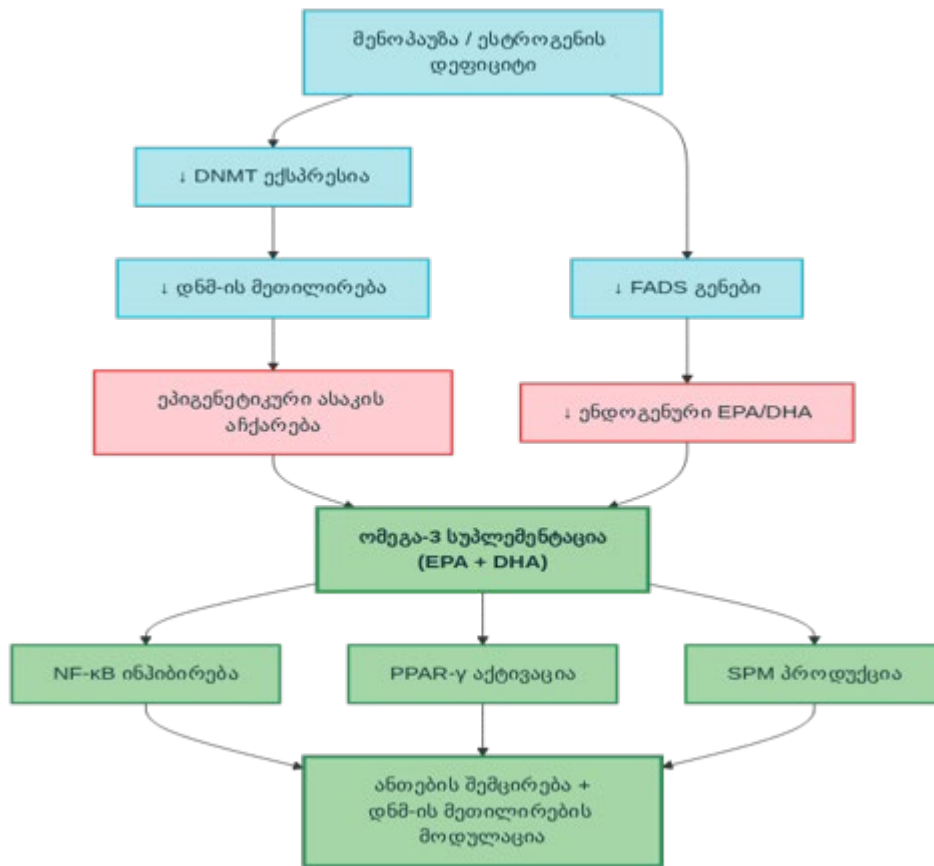 მენოპაუზა / ესტროგენის
დეფიციტი
↓ DNMT ექსპრესია
↓ დნმ-ის მეთილირება
↓ FADS გენები
ეპიგენეტიკური ასაკის
აჩქარება
↓ ენდოგენური EPA/DHA
ომეგა-3 სუპლემენტაცია
(EPA + DHA)
NF-κB ინჰიბირება
PPAR-γ აქტივაცია
SPM პროდუქცია
ანთების შემცირება +
დნმ-ის მეთილირების
მოდულაცია